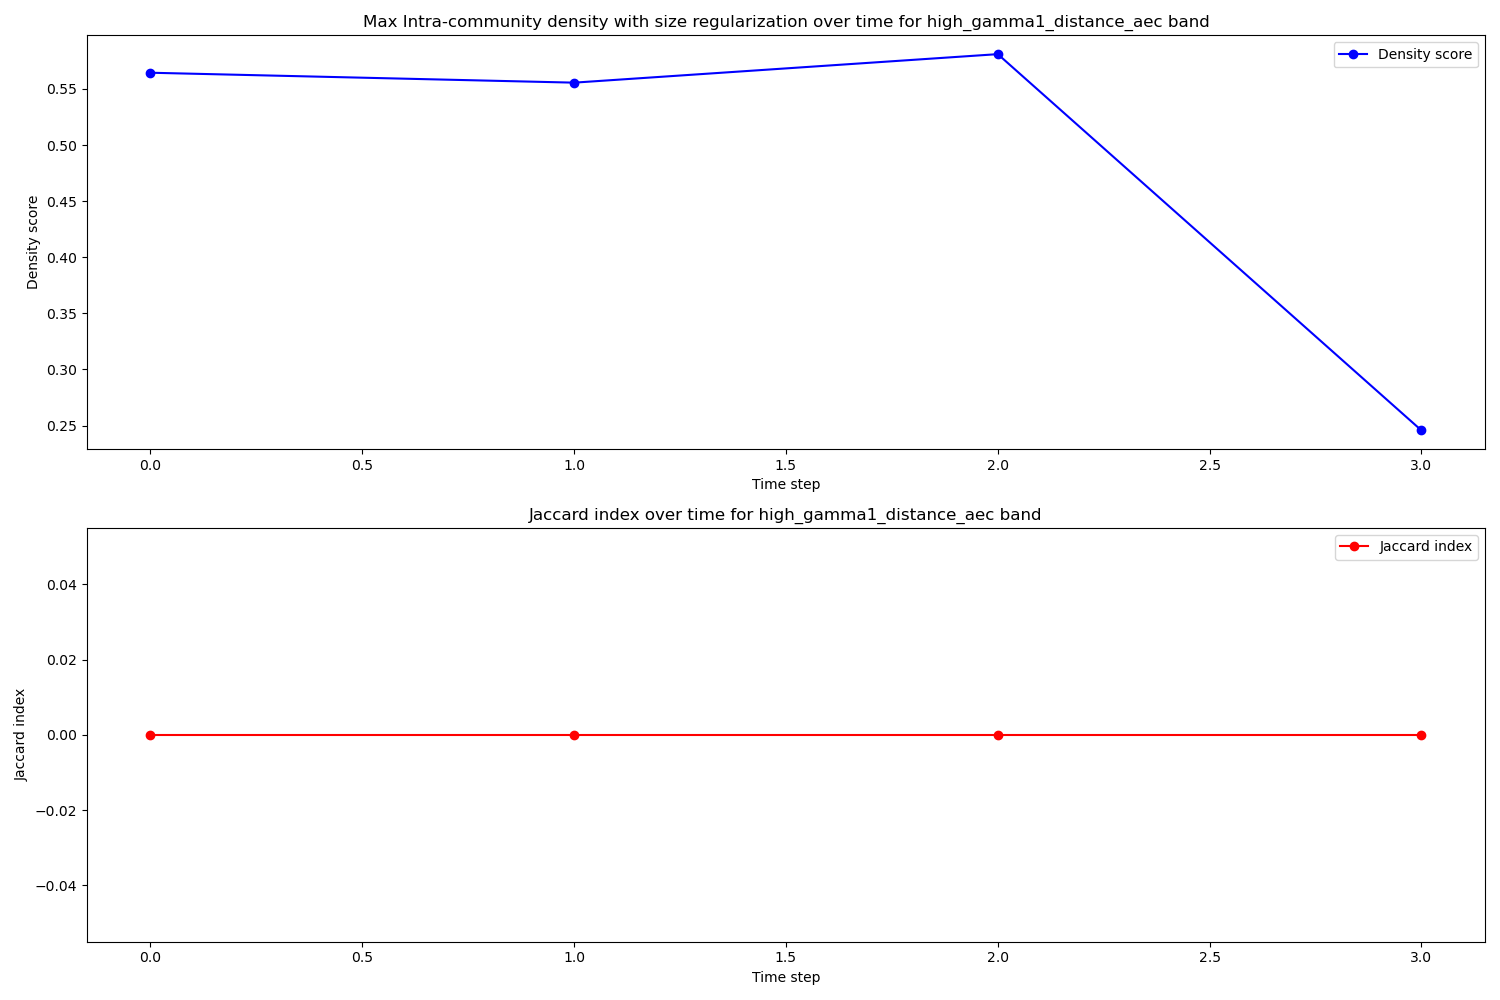 Max Intra-community density with size regularization over time for high_gamma1_distance_aec band
Density score
0.55
0.50
0.45
0.40
0.35
0.30
0.25
Density score
0.0 0.5 1.0 1.5 2.0 2.5 3.0
Time step
Jaccard index over time for high_gamma1_distance_aec band
Jaccard index
0.04
0.02
0.00
−0.02
−0.04
Jaccard index
0.0 0.5 1.0 1.5 2.0 2.5 3.0
Time step